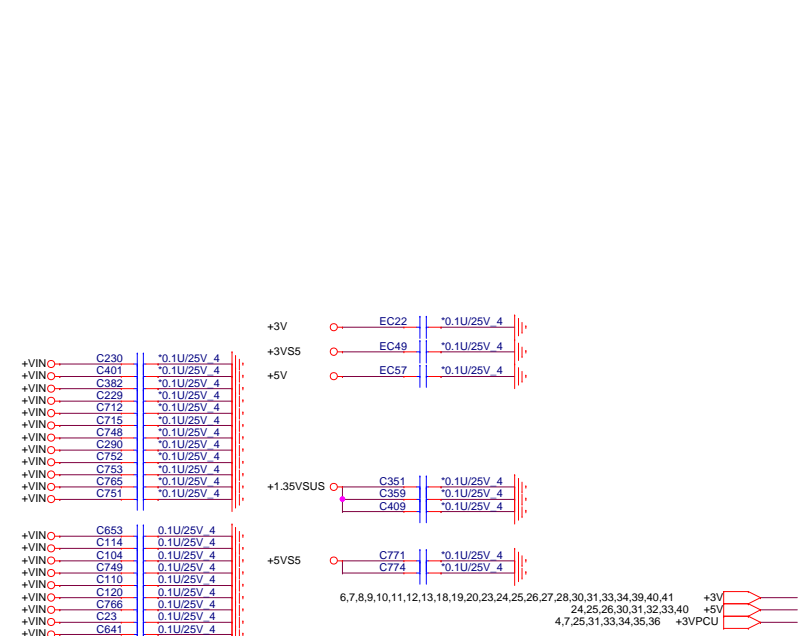 +3V EC22 *0.1U/25V_4
+3VS5 EC49 *0.1U/25V_4
+5V EC57 *0.1U/25V_4
+VIN C230 *0.1U/25V_4
+VIN C401 *0.1U/25V_4
+VIN C382 *0.1U/25V_4
+VIN C229 *0.1U/25V_4
+VIN C712 *0.1U/25V_4
+VIN C715 *0.1U/25V_4
+VIN C748 *0.1U/25V_4
+VIN C290 *0.1U/25V_4
+VIN C752 *0.1U/25V_4
+VIN C753 *0.1U/25V_4
+VIN C765 *0.1U/25V_4
+VIN C751 *0.1U/25V_4
+1.35VSUS C351 *0.1U/25V_4
C359 *0.1U/25V_4
C409 *0.1U/25V_4
+VIN C653 0.1U/25V_4
+VIN C114 0.1U/25V_4
+VIN C104 0.1U/25V_4
+VIN C749 0.1U/25V_4
+VIN C110 0.1U/25V_4
+VIN C120 0.1U/25V_4
+VIN C766 0.1U/25V_4
+VIN C23 0.1U/25V_4
+VIN C641 0.1U/25V_4
+5VS5 C771 *0.1U/25V_4
C774 *0.1U/25V_4
6,7,8,9,10,11,12,13,18,19,20,23,24,25,26,27,28,30,31,33,34,39,40,41 +3V
24,25,26,30,31,32,33,40 +5V
4,7,25,31,33,34,35,36 +3VPCU